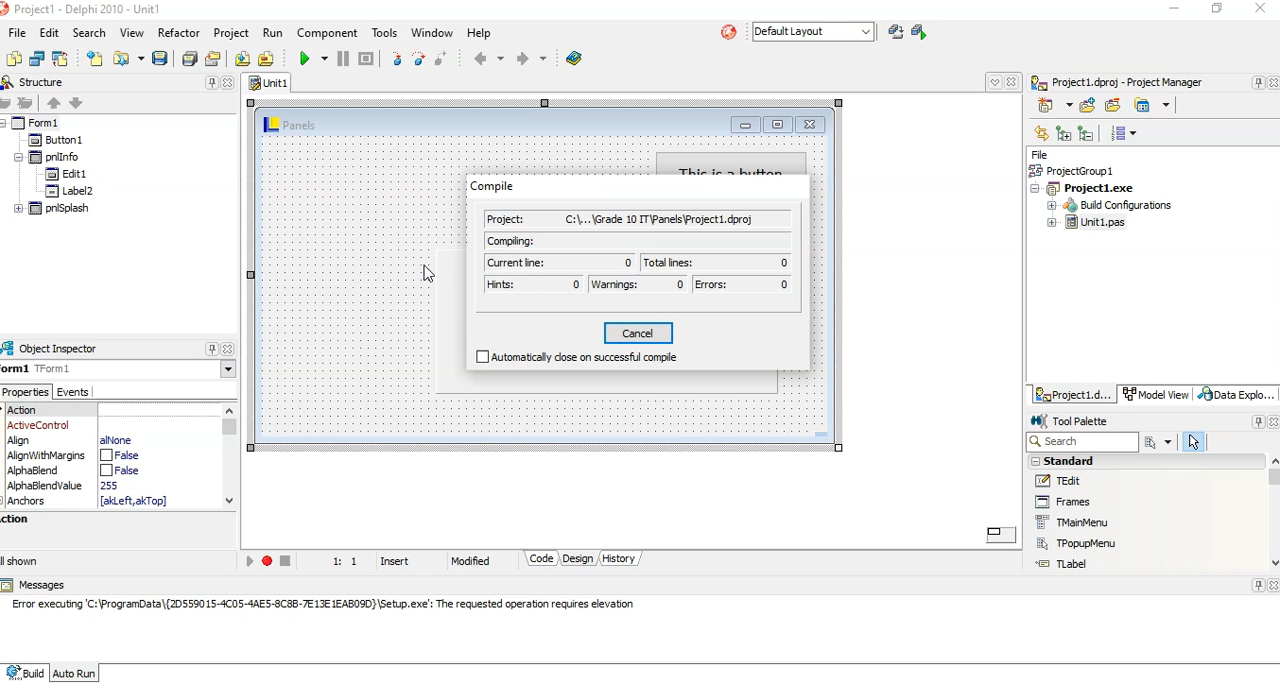 Project1 - Delphi 2010 - Unit1
File Edit Search View Refactor Project Run Component Tools Window Help
Default Layout
Structure
Form1
Button1
pnlInfo
Edit1
Label2
pnlSplash
Object Inspector
orm1 TForm1
Properties Events
Action
ActiveControl
Align alNone
AlignWithMargins False
AlphaBlend False
AlphaBlendValue 255
Anchors [akLeft,akTop]
ction
ll shown
Unit1
Panels
This is a button
Compile
Project: C:\...\Grade 10 IT\Panels\Project1.dproj
Compiling:
Current line: 0 Total lines: 0
Hints: 0 Warnings: 0 Errors: 0
Cancel
Automatically close on successful compile
1: 1 Insert Modified Code Design History
Project1.dproj - Project Manager
File
ProjectGroup1
Project1.exe
Build Configurations
Unit1.pas
Project1.d... Model View Data Explo...
Tool Palette
Search
Standard
TEdit
Frames
TMainMenu
TPopupMenu
TLabel
Messages
Error executing 'C:\ProgramData\{2D559015-4C05-4AE5-8C8B-7E13E1EAB09D}\Setup.exe': The requested operation requires elevation
Build Auto Run